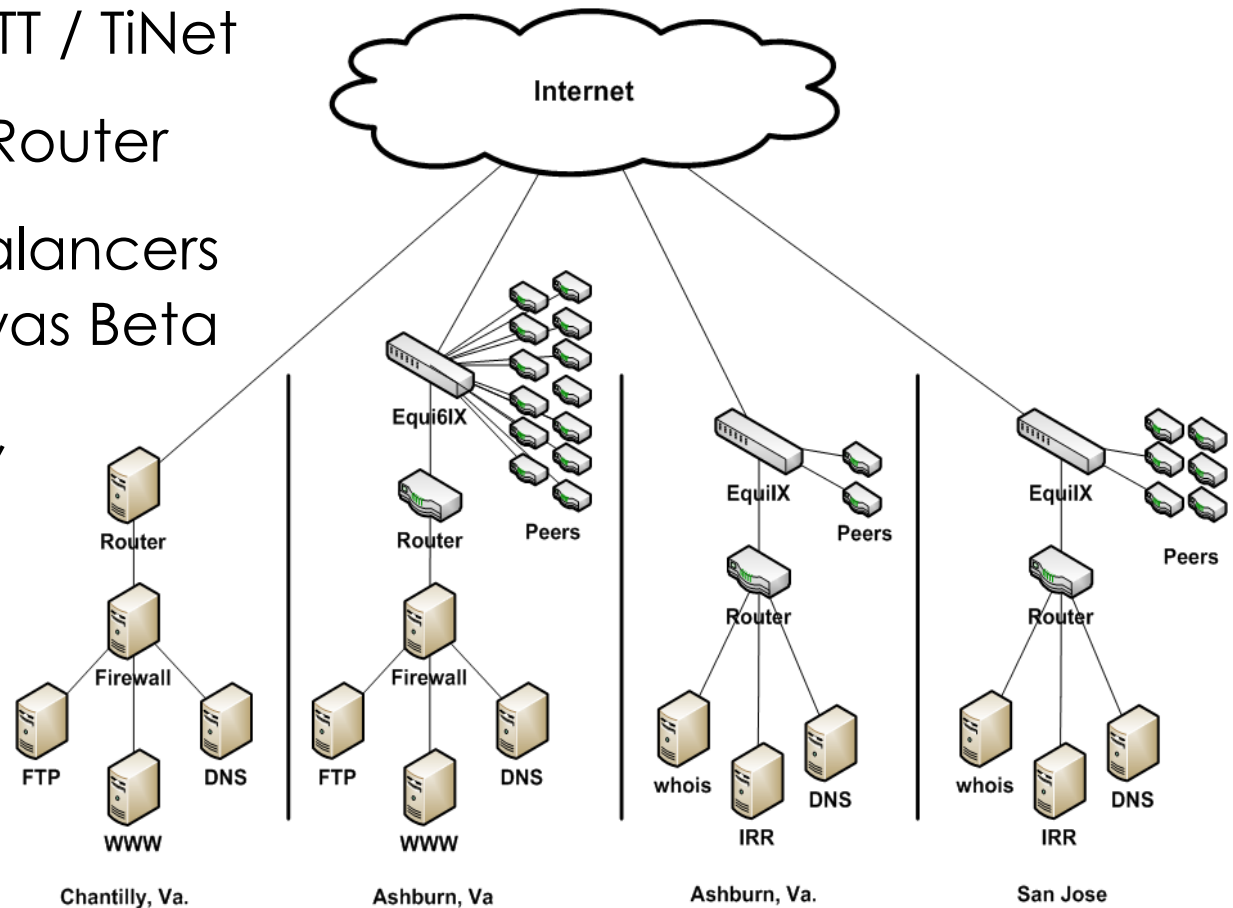 TT / TiNet
Router
alancers
vas Beta
Internet
Router
Firewall
FTP
DNS
WWW
Chantilly, Va.
Equi6IX
Peers
Router
Firewall
FTP
DNS
WWW
Ashburn, Va
EquiIX
Peers
Router
whois
DNS
IRR
Ashburn, Va.
EquiIX
Peers
Router
whois
DNS
IRR
San Jose